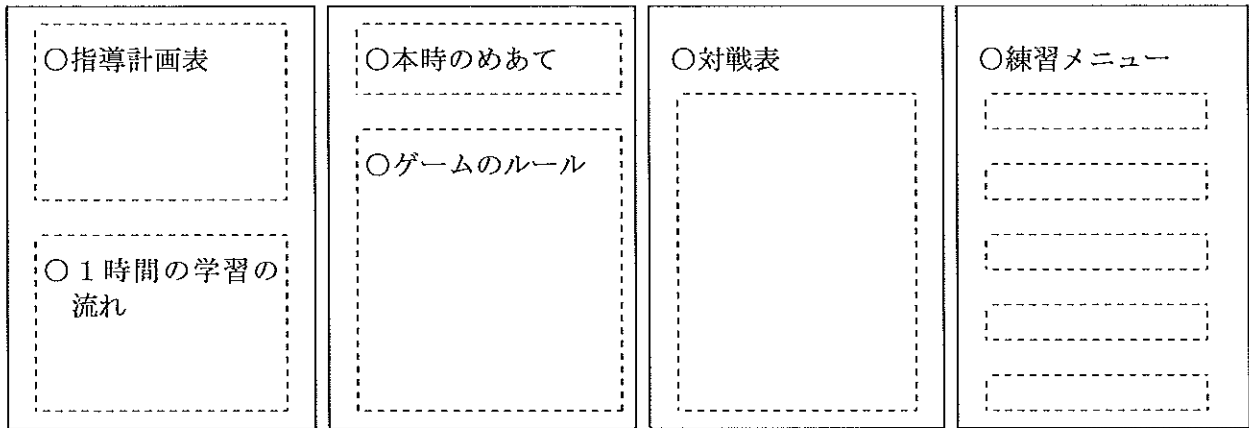 ○指導計画表
○1時間の学習の
流れ
○本時のめあて
○ゲームのルール
○対戦表
○練習メニュー